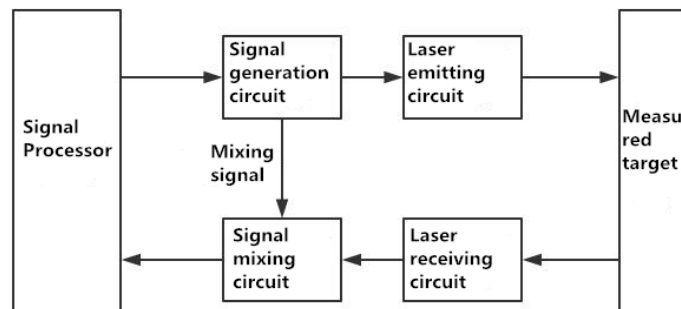 Signal
Processor
Signal
generation
circuit
Laser
emitting
circuit
Measu
red
target
Mixing
signal
Signal
mixing
circuit
Laser
receiving
circuit